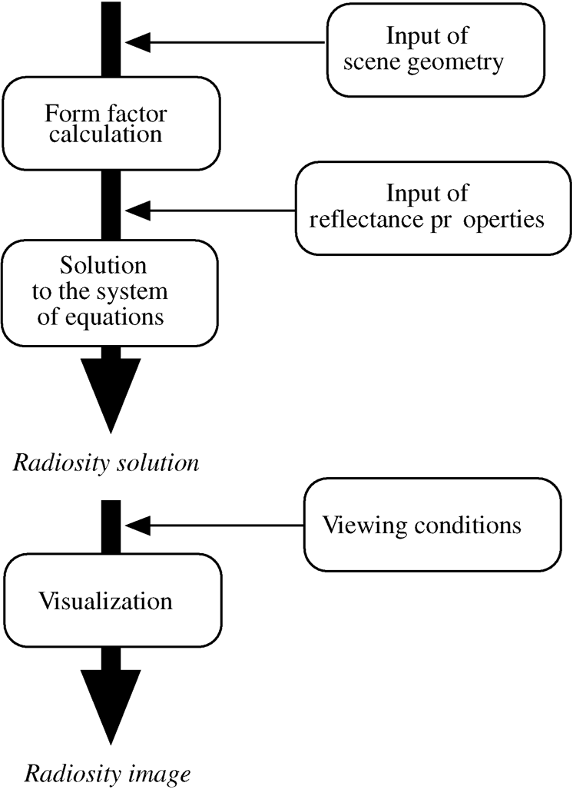 Input of
scene geometry
Form factor
calculation
Input of
reflectance pr operties
Solution
to the system
of equations
Radiosity solution
Viewing conditions
Visualization
Radiosity image